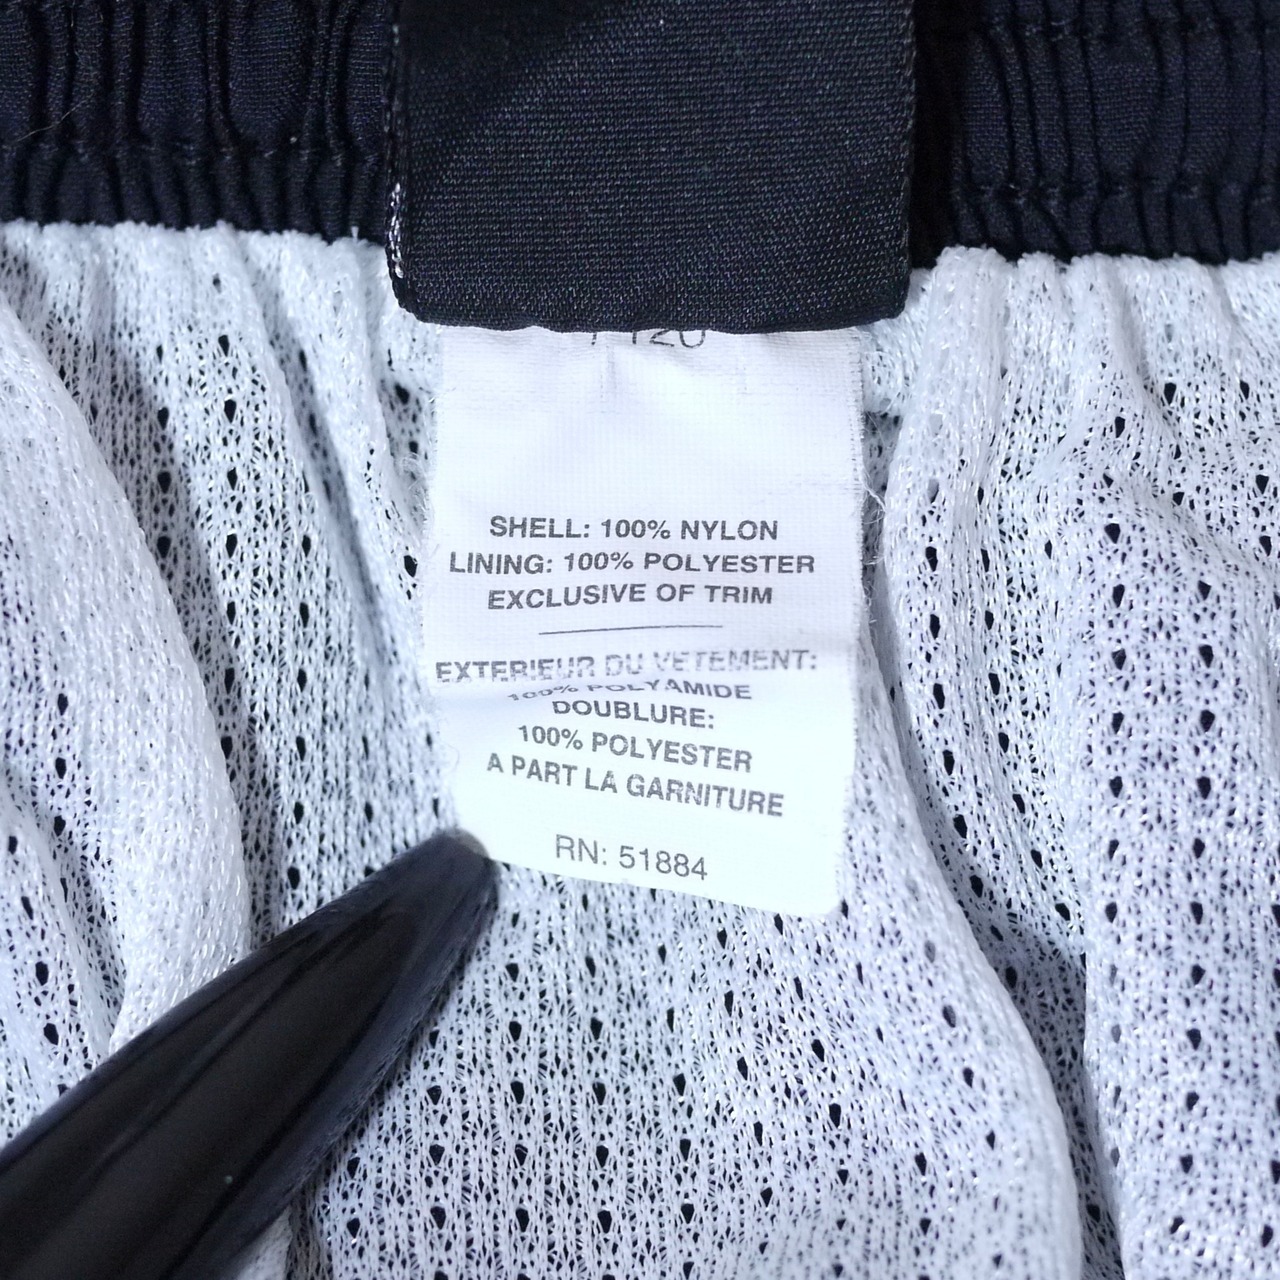 SHELL: 100% NYLON
LINING: 100% POLYESTER
EXCLUSIVE OF TRIM
EXTERIEUR DU VETEMENT:
100% POLYAMIDE
DOUBLURE:
100% POLYESTER
A PART LA GARNITURE
RN: 51884